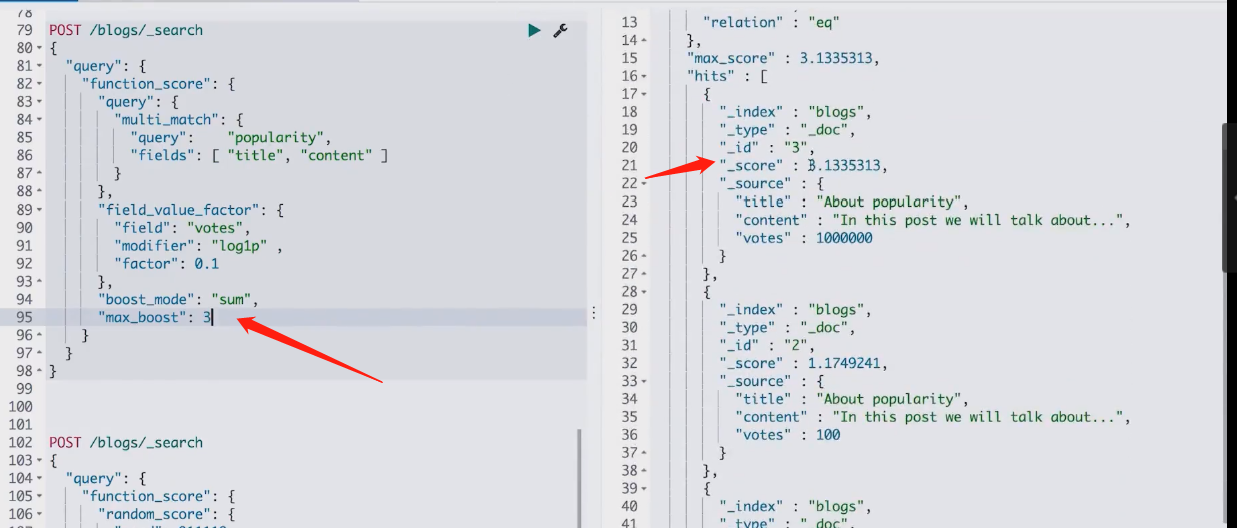 78
79 POST /blogs/_search
80 {
81 "query": {
82 "function_score": {
83 "query": {
84 "multi_match": {
85 "query": "popularity",
86 "fields": [ "title", "content" ]
87 }
88 },
89 "field_value_factor": {
90 "field": "votes",
91 "modifier": "log1p" ,
92 "factor": 0.1
93 },
94 "boost_mode": "sum",
95 "max_boost": 3
96 }
97 }
98 }
99
100
101
102 POST /blogs/_search
103 {
104 "query": {
105 "function_score": {
106 "random_score": {
13 "relation" : "eq"
14 },
15 "max_score" : 3.1335313,
16 "hits" : [
17 {
18 "_index" : "blogs",
19 "_type" : "_doc",
20 "_id" : "3",
21 "_score" : 3.1335313,
22 "_source" : {
23 "title" : "About popularity",
24 "content" : "In this post we will talk about...",
25 "votes" : 1000000
26 }
27 },
28 {
29 "_index" : "blogs",
30 "_type" : "_doc",
31 "_id" : "2",
32 "_score" : 1.1749241,
33 "_source" : {
34 "title" : "About popularity",
35 "content" : "In this post we will talk about...",
36 "votes" : 100
37 }
38 },
39 {
40 "_index" : "blogs",
41 "_type" : "_doc",